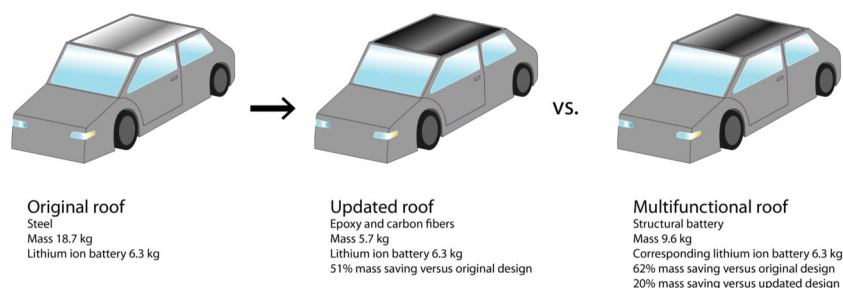 vs.
Original roof
Steel
Mass 18.7 kg
Lithium ion battery 6.3 kg
Updated roof
Epoxy and carbon fibers
Mass 5.7 kg
Lithium ion battery 6.3 kg
51% mass saving versus original design
Multifunctional roof
Structural battery
Mass 9.6 kg
Corresponding lithium ion battery 6.3 kg
62% mass saving versus original design
20% mass saving versus updated design